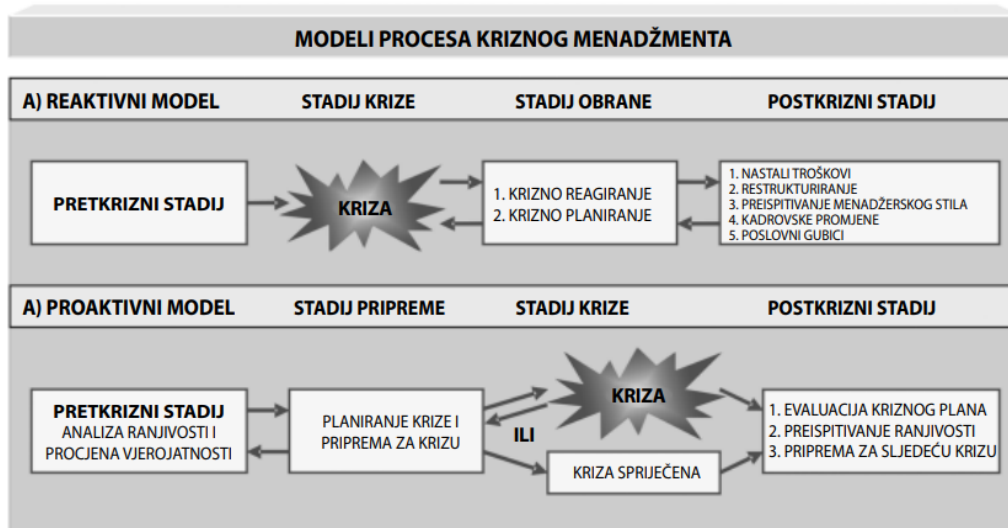 MODELI PROCESA KRIZNOG MENADŽMENTA
A) REAKTIVNI MODEL
STADIJ KRIZE
STADIJ OBRANE
POSTKRIZNI STADIJ
PRETKRIZNI STADIJ
KRIZA
1. KRIZNO REAGIRANJE
2. KRIZNO PLANIRANJE
1. NASTALI TROŠKOVI
2. RESTRUKTURIRANJE
3. PREISPITIVANJE MENADŽERSKOG STILA
4. KADROVSKE PROMJENE
5. POSLOVNI GUBICI
A) PROAKTIVNI MODEL
STADIJ PRIPREME
STADIJ KRIZE
POSTKRIZNI STADIJ
PRETKRIZNI STADIJ
ANALIZA RANJIVOSTI I
PROCJENA VJEROJATNOSTI
PLANIRANJE KRIZE I
PRIPREMA ZA KRIZU
KRIZA
ILI
KRIZA SPRIJEČENA
1. EVALUACIJA KRIZNOG PLANA
2. PREISPITIVANJE RANJIVOSTI
3. PRIPREMA ZA SLJEDEĆU KRIZU